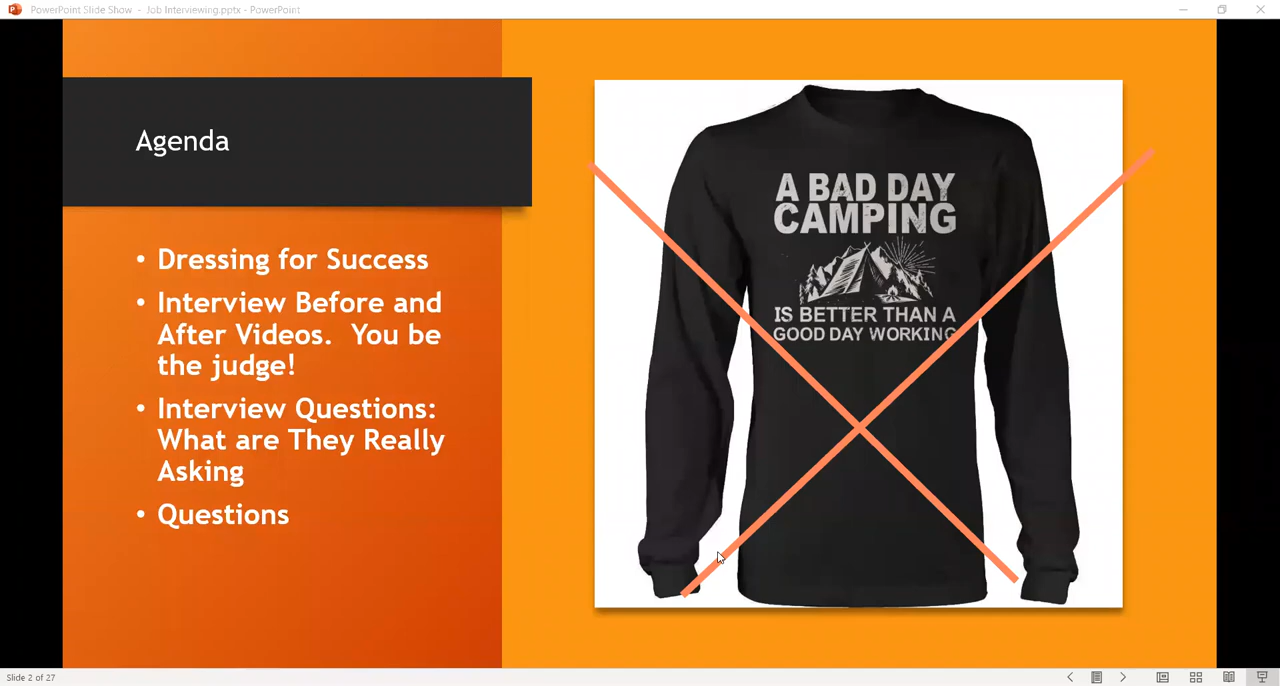 PowerPoint Slide Show - Job Interviewing.pptx - PowerPoint
Agenda
• Dressing for Success
• Interview Before and
After Videos. You be
the judge!
• Interview Questions:
What are They Really
Asking
• Questions
A BAD DAY
CAMPING
IS BETTER THAN A
GOOD DAY WORKING
Slide 2 of 27